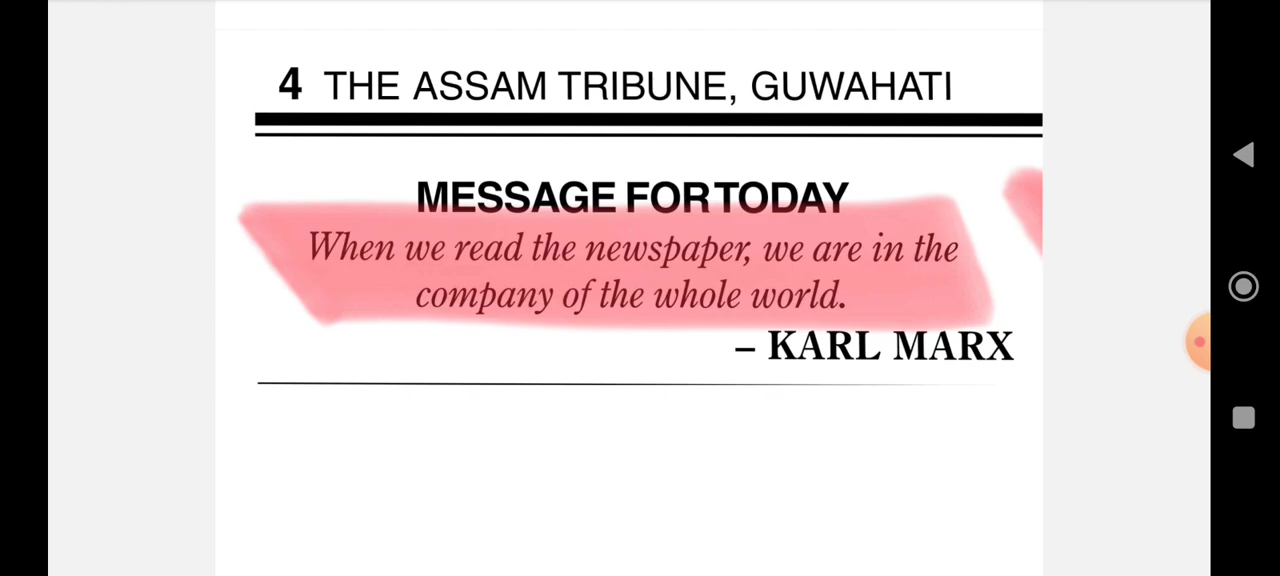 4 THE ASSAM TRIBUNE, GUWAHATI
MESSAGE FOR TODAY
When we read the newspaper, we are in the
company of the whole world.
– KARL MARX